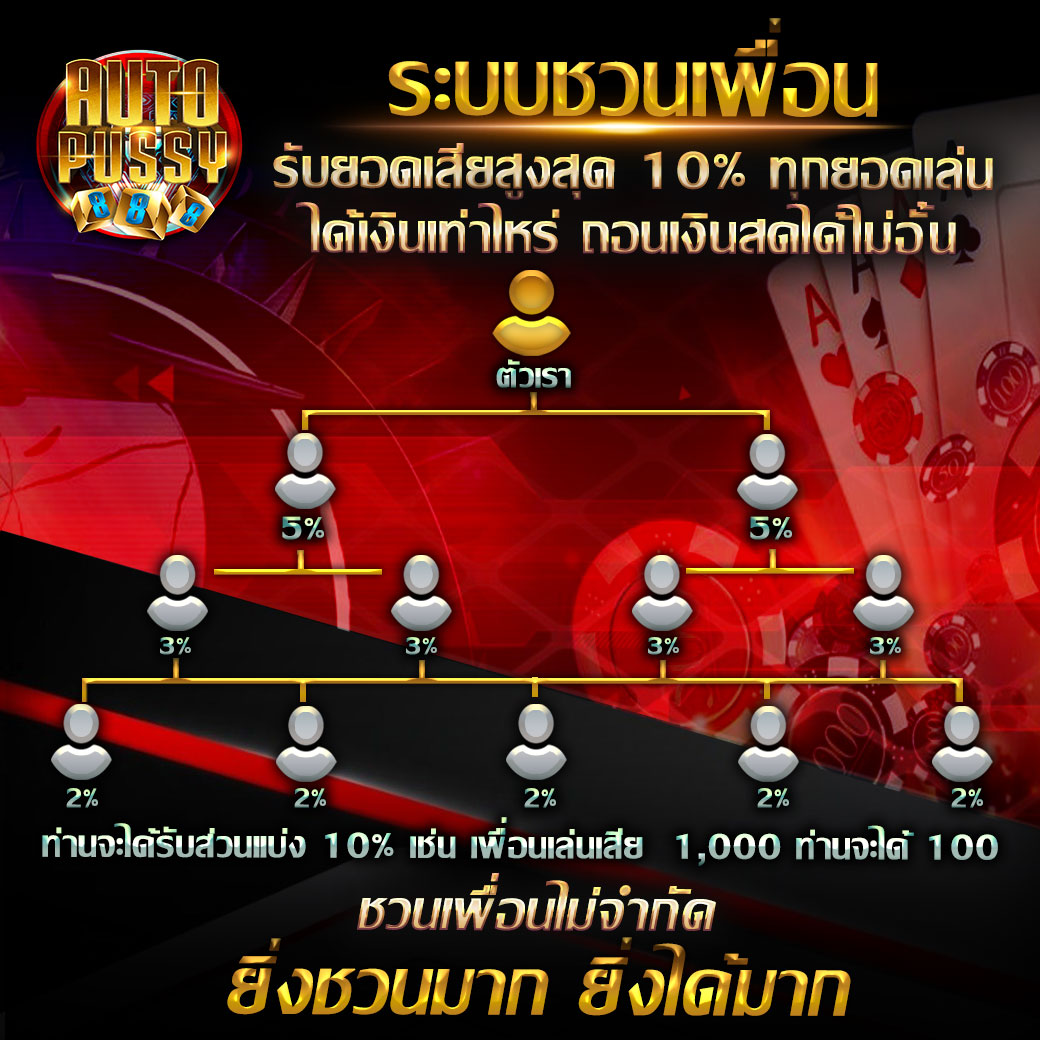 AUTO
PUSSY
888
ระบบชวนเพื่อน
รับยอดเสียสูงสุด 10% ทุกยอดเล่น
ได้เงินเท่าไหร่ ถอนเงินสดได้ไม่อั้น
ตัวเรา
5% 5%
3% 3% 3% 3%
2% 2% 2% 2% 2%
ท่านจะได้รับส่วนแบ่ง 10% เช่น เพื่อนเล่นเสีย 1,000 ท่านจะได้ 100
ชวนเพื่อนไม่จำกัด
ยิ่งชวนมาก ยิ่งได้มาก
A
A
A
100
100
50